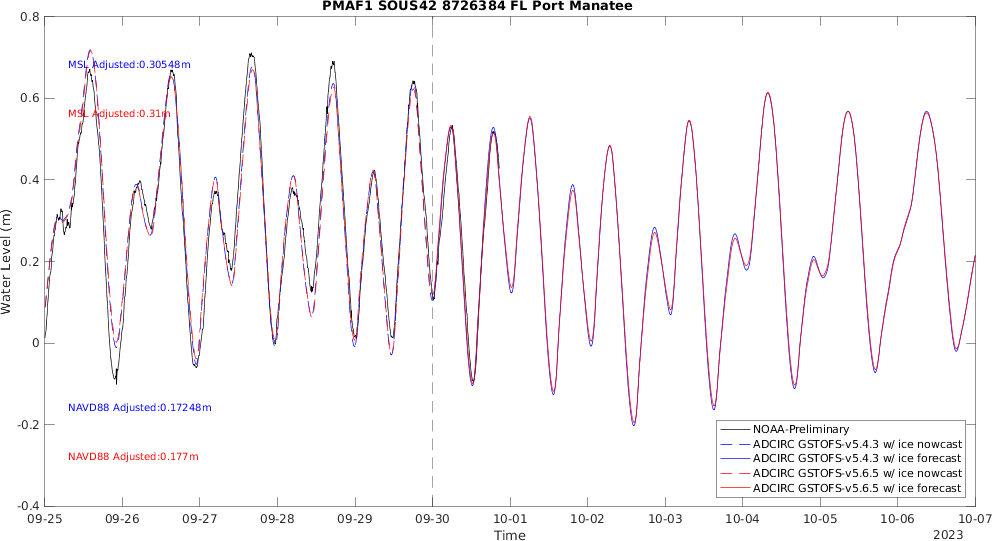 PMAF1 SOUS42 8726384 FL Port Manatee
0.8
0.6
0.4
0.2
0
-0.2
-0.4
Water Level (m)
MSL Adjusted:0.30548m
MSL Adjusted:0.31m
NAVD88 Adjusted:0.17248m
NAVD88 Adjusted:0.177m
NOAA-Preliminary
ADCIRC GSTOFS-v5.4.3 w/ ice nowcast
ADCIRC GSTOFS-v5.4.3 w/ ice forecast
ADCIRC GSTOFS-v5.6.5 w/ ice nowcast
ADCIRC GSTOFS-v5.6.5 w/ ice forecast
09-25 09-26 09-27 09-28 09-29 09-30 10-01 10-02 10-03 10-04 10-05 10-06 10-07
Time
2023